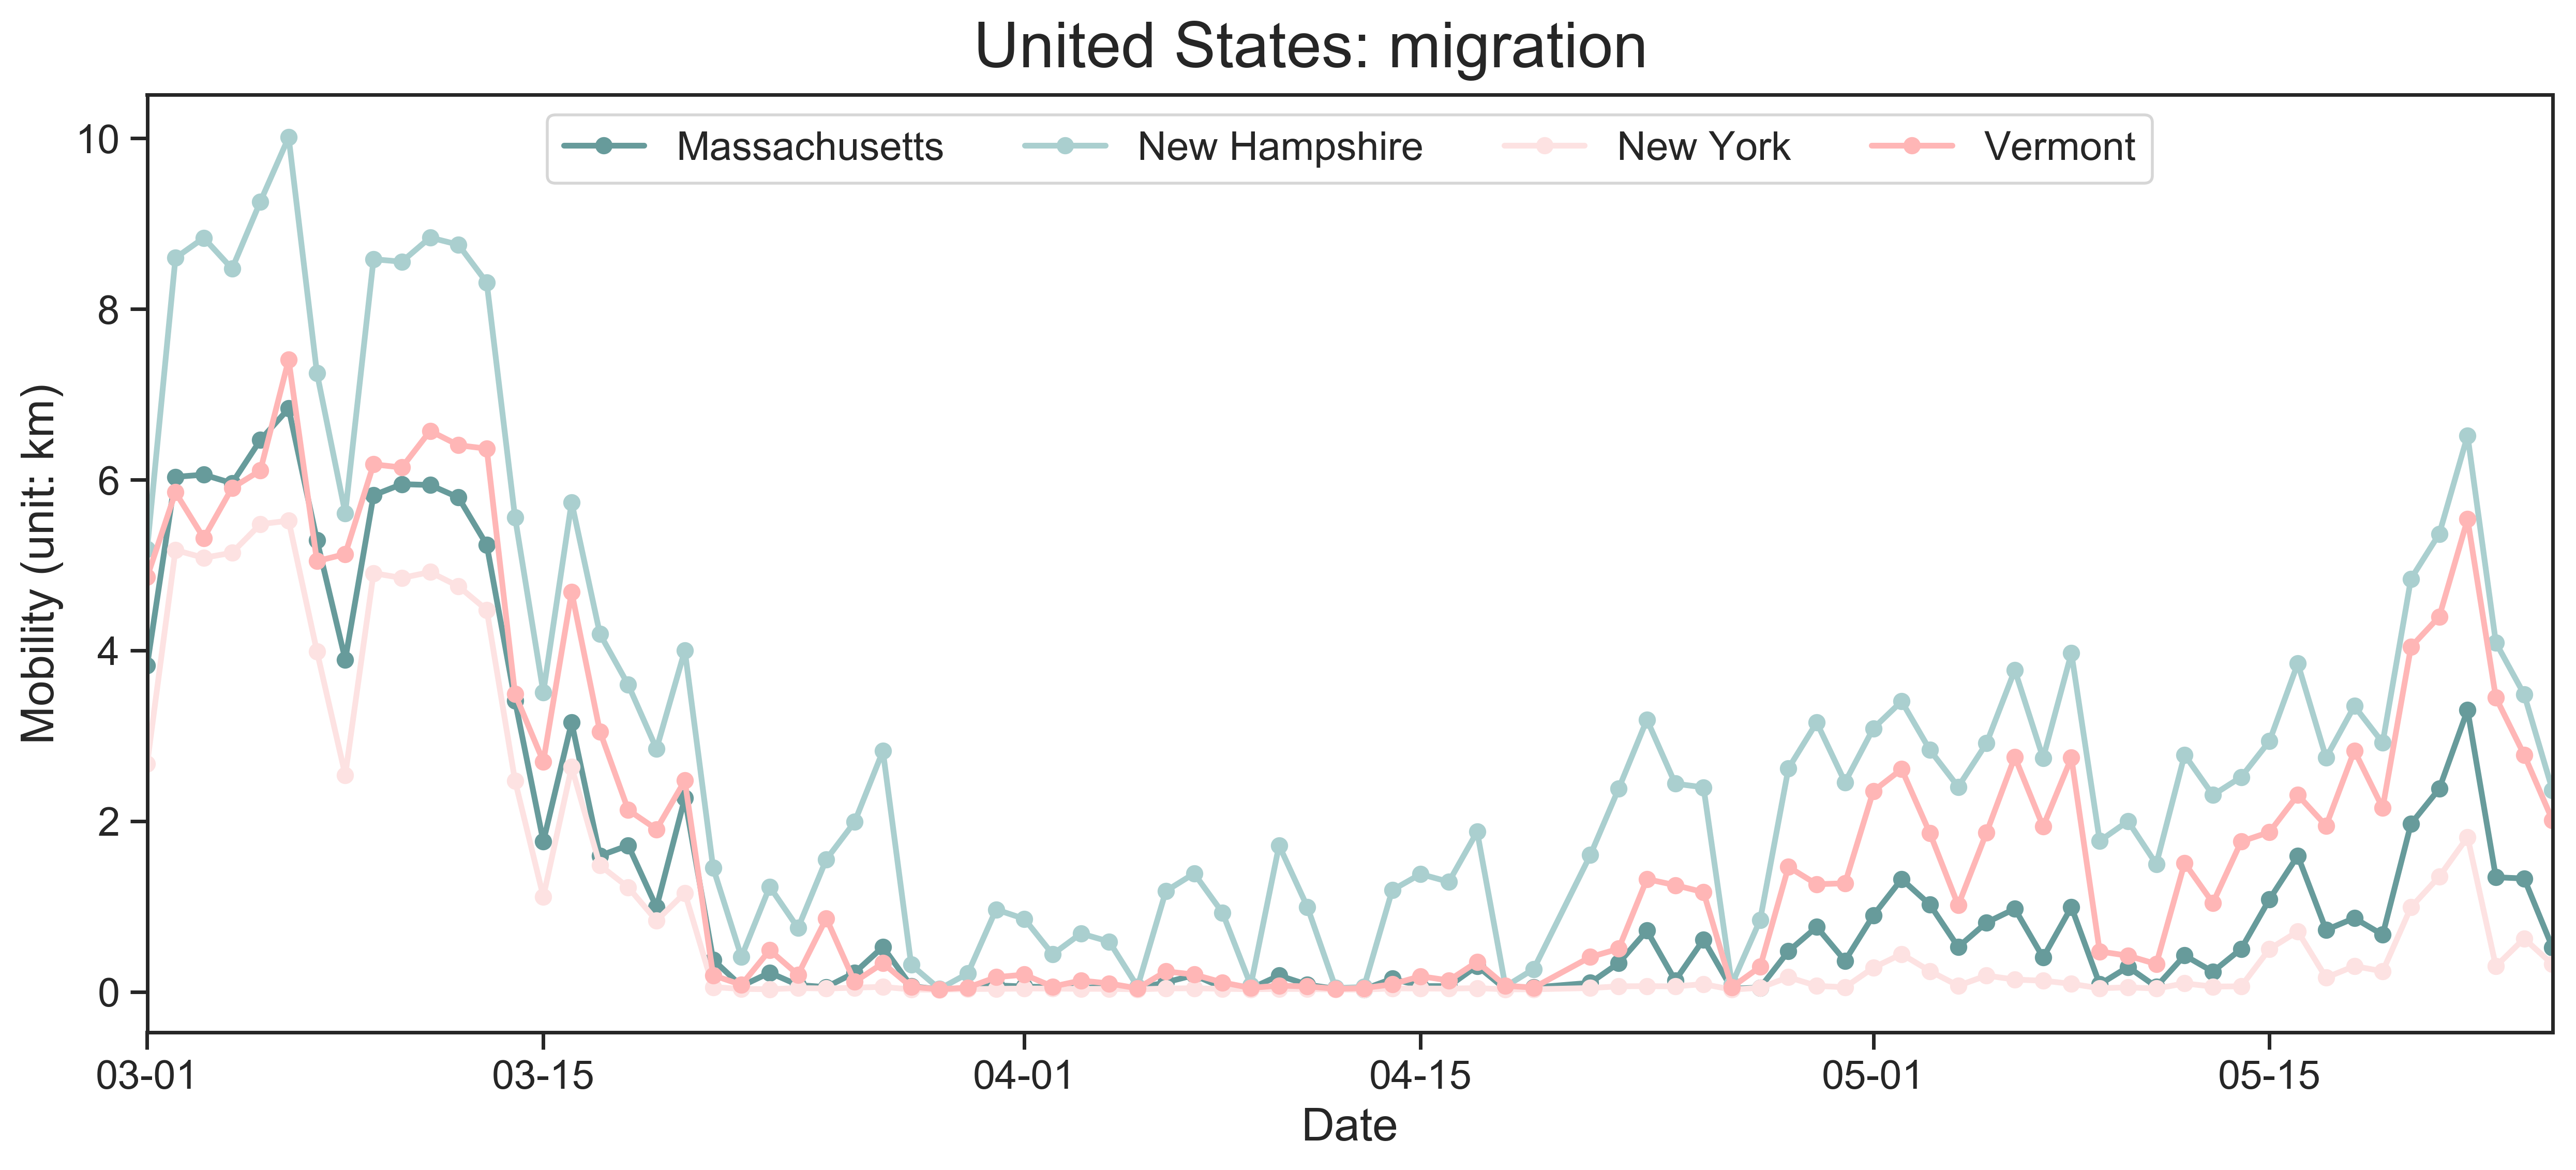 United States: migration
Massachusetts New Hampshire New York Vermont
Mobility (unit: km)
10
8
6
4
2
0
03-01 03-15 04-01 04-15 05-01 05-15
Date